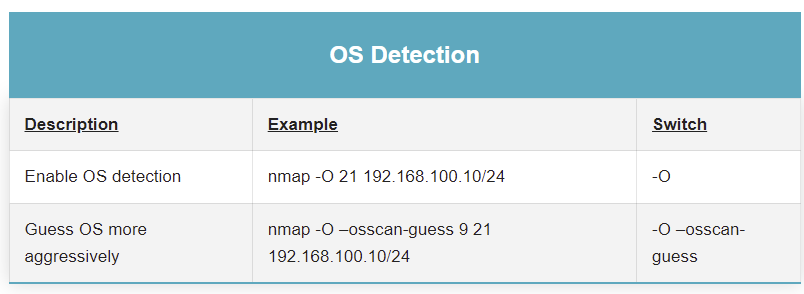 OS Detection
Description Example Switch
Enable OS detection nmap -O 21 192.168.100.10/24 -O
Guess OS more aggressively nmap -O –osscan-guess 9 21 192.168.100.10/24 -O –osscan-guess